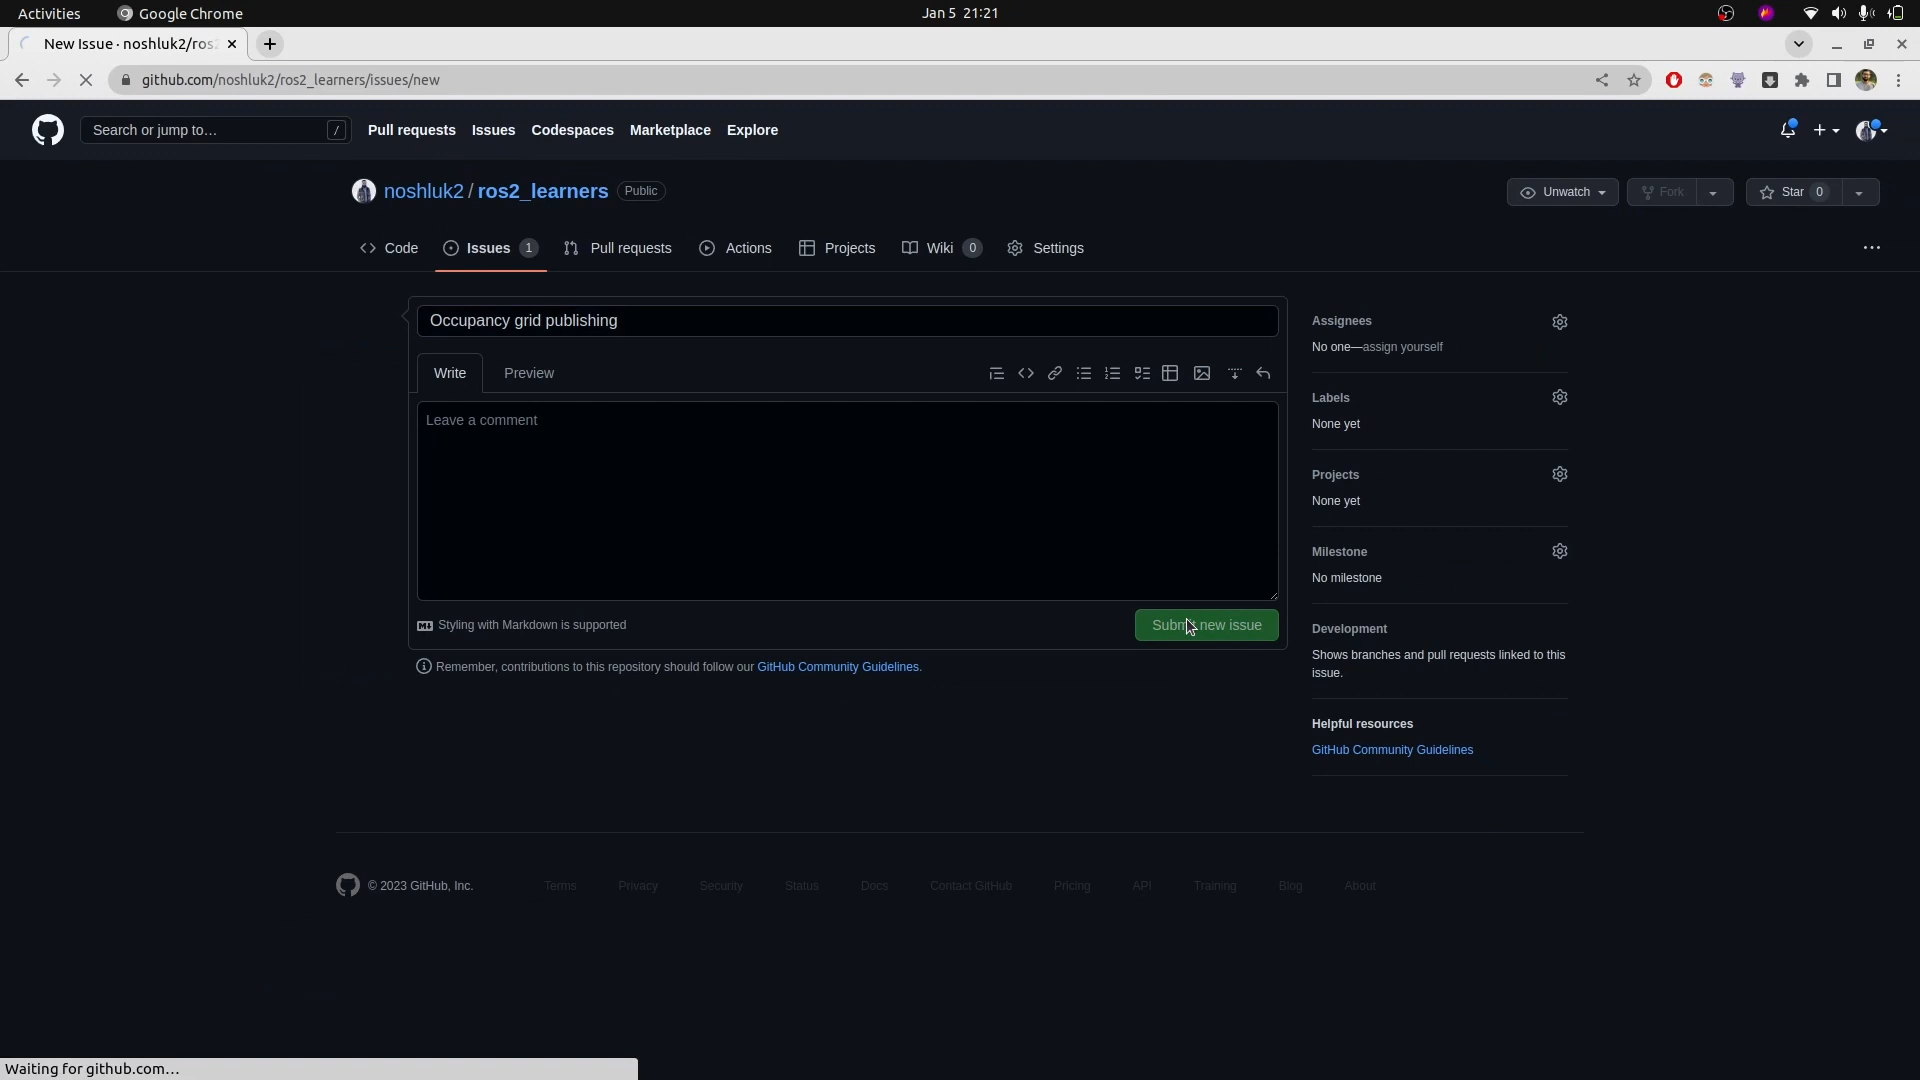 Activities Google Chrome Jan 5 21:21
New Issue · noshluk2/ros2
github.com/noshluk2/ros2_learners/issues/new
Search or jump to… / Pull requests Issues Codespaces Marketplace Explore
noshluk2 / ros2_learners Public Unwatch Fork Star 0
Code Issues 1 Pull requests Actions Projects Wiki 0 Settings
Occupancy grid publishing
Write Preview
Leave a comment
Styling with Markdown is supported Submit new issue
Remember, contributions to this repository should follow our GitHub Community Guidelines.
Assignees
No one—assign yourself
Labels
None yet
Projects
None yet
Milestone
No milestone
Development
Shows branches and pull requests linked to this
issue.
Helpful resources
GitHub Community Guidelines
© 2023 GitHub, Inc. Terms Privacy Security Status Docs Contact GitHub Pricing API Training Blog About
Waiting for github.com…